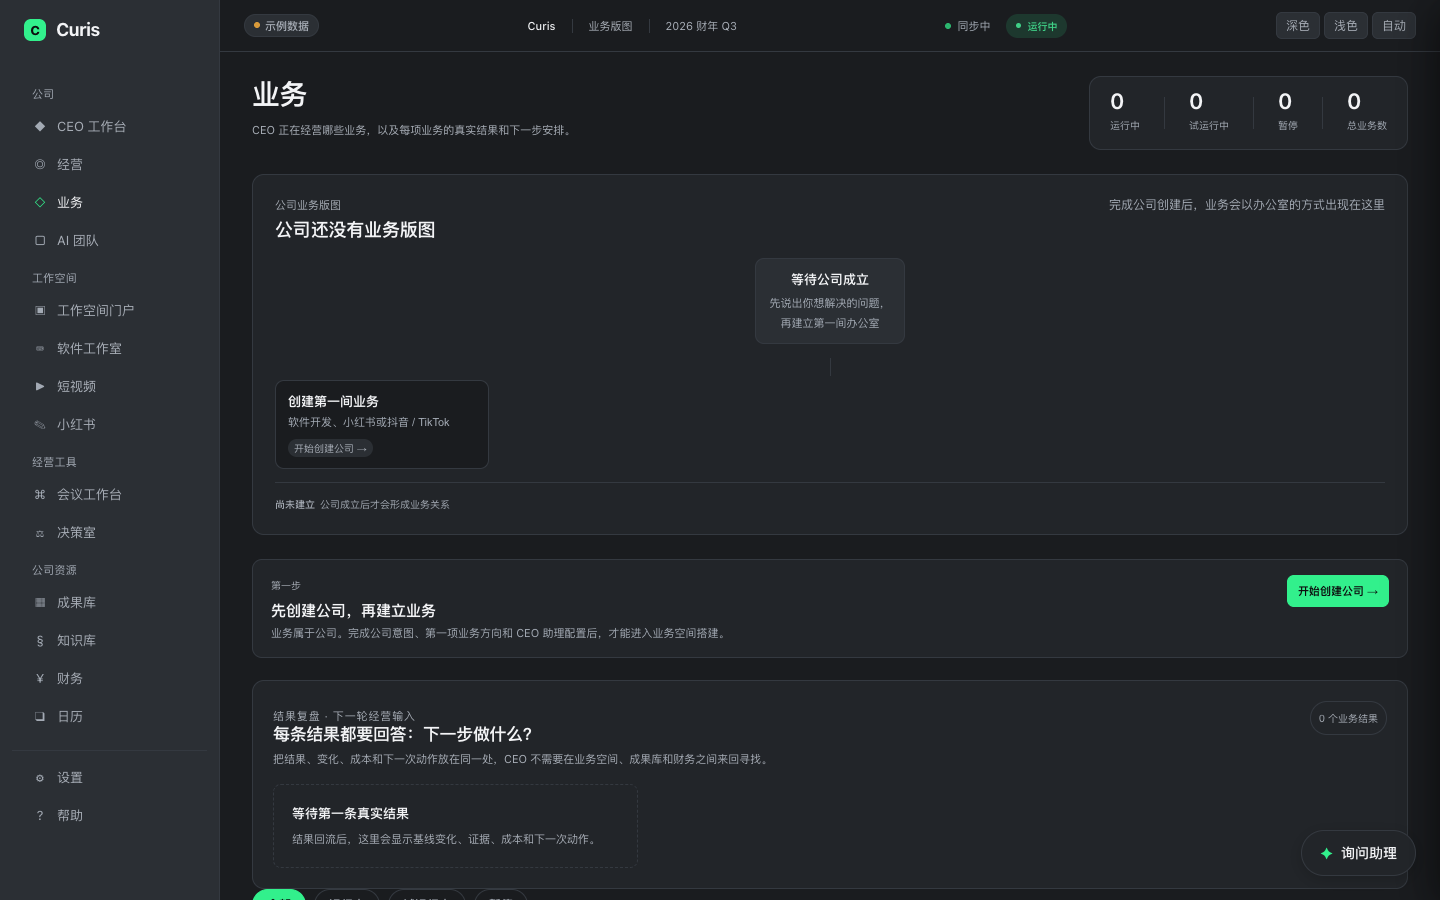 C Curis
公司
CEO 工作台
经营
业务
AI 团队
工作空间
工作空间门户
软件工作室
短视频
小红书
经营工具
会议工作台
决策室
公司资源
成果库
§ 知识库
¥ 财务
日历
设置
? 帮助
示例数据
Curis
业务版图
2026 财年 Q3
同步中
运行中
深色
浅色
自动
业务
CEO 正在经营哪些业务，以及每项业务的真实结果和下一步安排。
0
运行中
0
试运行中
0
暂停
0
总业务数
公司业务版图
公司还没有业务版图
完成公司创建后，业务会以办公室的方式出现在这里
等待公司成立
先说出你想解决的问题，
再建立第一间办公室
创建第一间业务
软件开发、小红书或抖音 / TikTok
开始创建公司 →
尚未建立 公司成立后才会形成业务关系
第一步
先创建公司，再建立业务
业务属于公司。完成公司意图、第一项业务方向和 CEO 助理配置后，才能进入业务空间搭建。
开始创建公司 →
结果复盘 · 下一轮经营输入
每条结果都要回答：下一步做什么？
把结果、变化、成本和下一次动作放在同一处，CEO 不需要在业务空间、成果库和财务之间来回寻找。
0 个业务结果
等待第一条真实结果
结果回流后，这里会显示基线变化、证据、成本和下一次动作。
询问助理